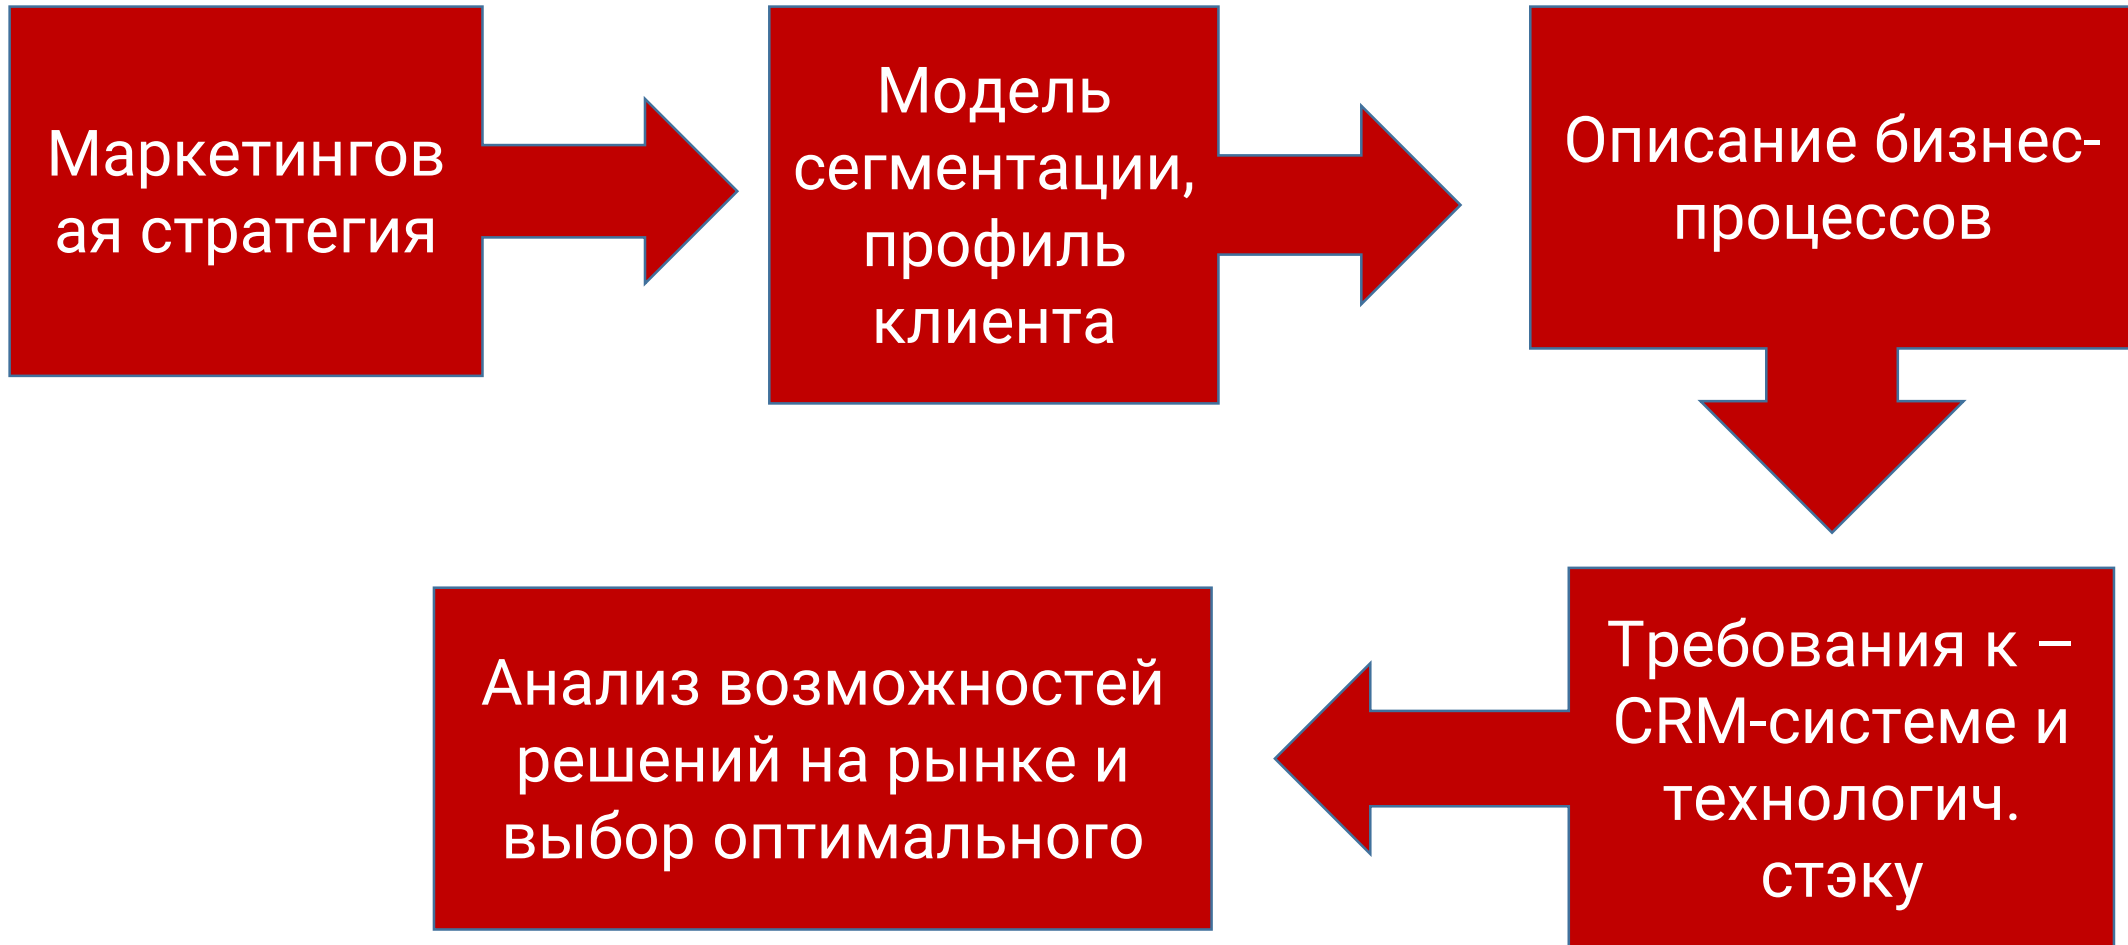 Маркетингов
ая стратегия
Модель
сегментации,
профиль
клиента
Описание бизнес-
процессов
Требования к –
CRM-системе и
технологич.
стэку
Анализ возможностей
решений на рынке и
выбор оптимального